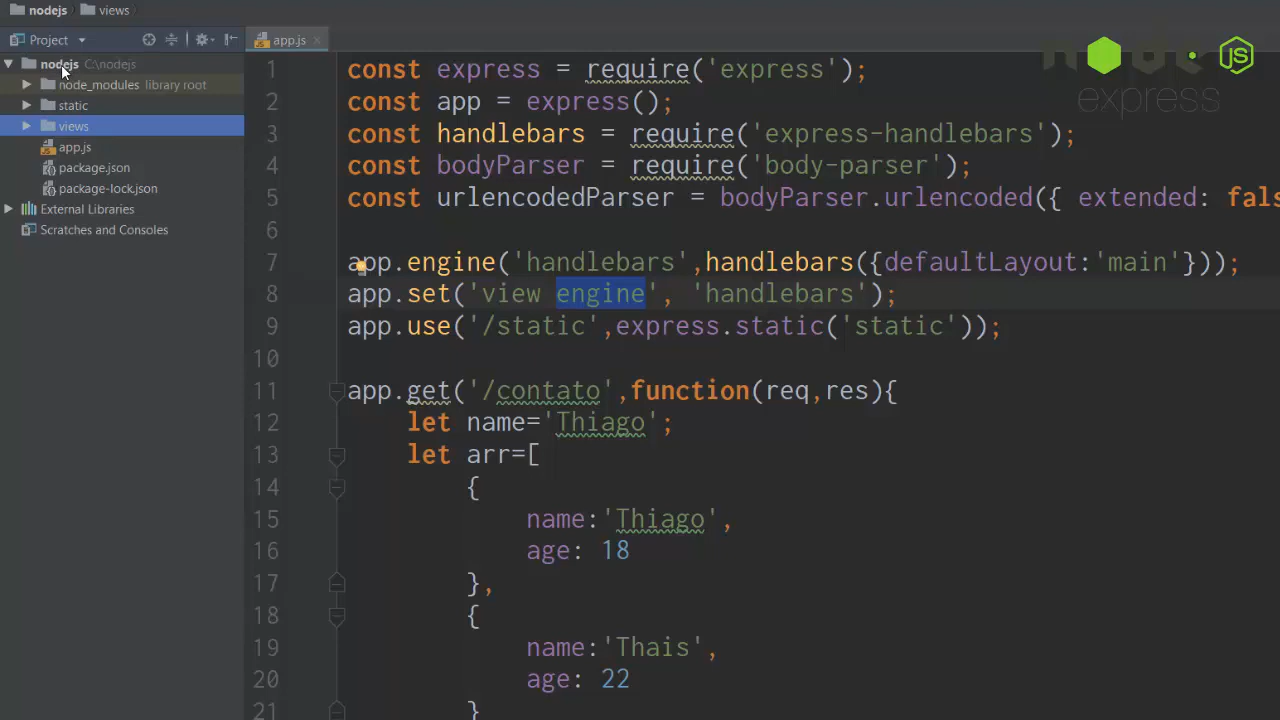 nodejs views
Project
app.js
nodejs C:\nodejs
node_modules library root
static
views
app.js
package.json
package-lock.json
External Libraries
Scratches and Consoles
1 const express = require('express');
2 const app = express();
3 const handlebars = require('express-handlebars');
4 const bodyParser = require('body-parser');
5 const urlencodedParser = bodyParser.urlencoded({ extended: fals
6
7 app.engine('handlebars',handlebars({defaultLayout:'main'}));
8 app.set('view engine', 'handlebars');
9 app.use('/static',express.static('static'));
10
11 app.get('/contato',function(req,res){
12 let name='Thiago';
13 let arr=[
14 {
15 name:'Thiago',
16 age: 18
17 },
18 {
19 name:'Thais',
20 age: 22
21 }
node
JS
express